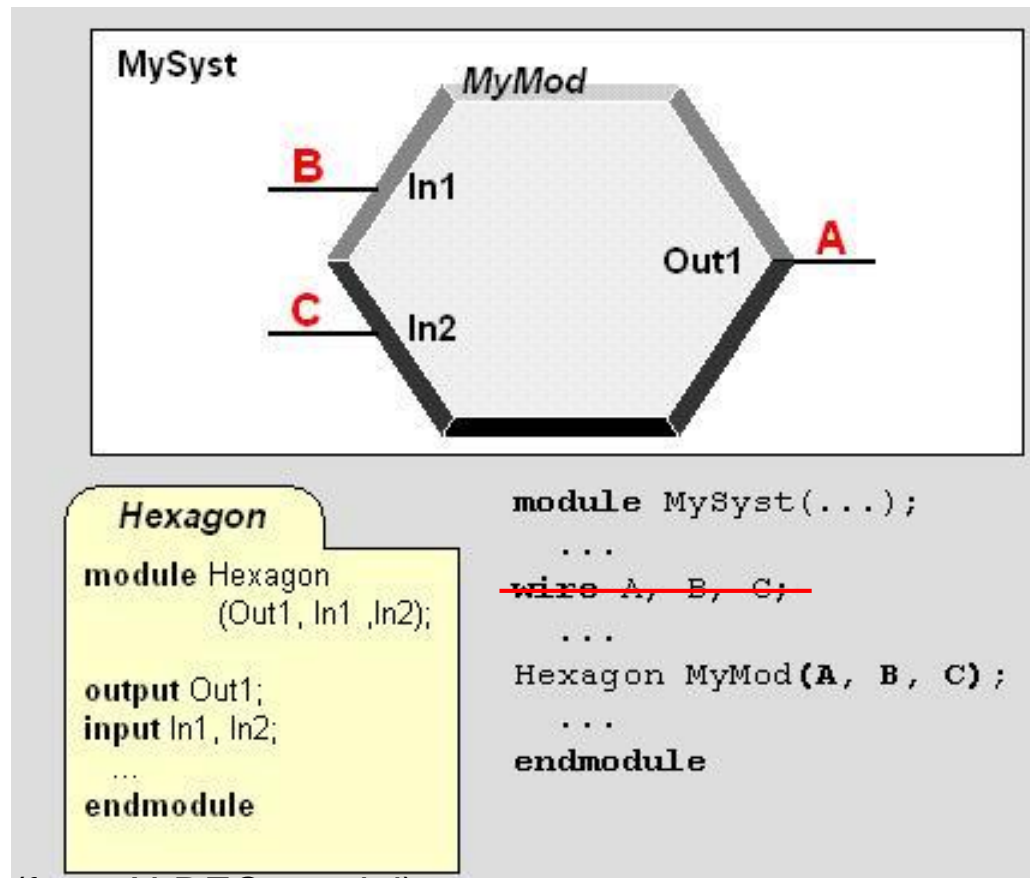 MySyst
MyMod
B
In1
A
Out1
C
In2
Hexagon
module Hexagon
(Out1, In1 ,In2);
output Out1;
input In1, In2;
...
endmodule
module MySyst(...);
...
wire A, B, C;
...
Hexagon MyMod(A, B, C);
...
endmodule